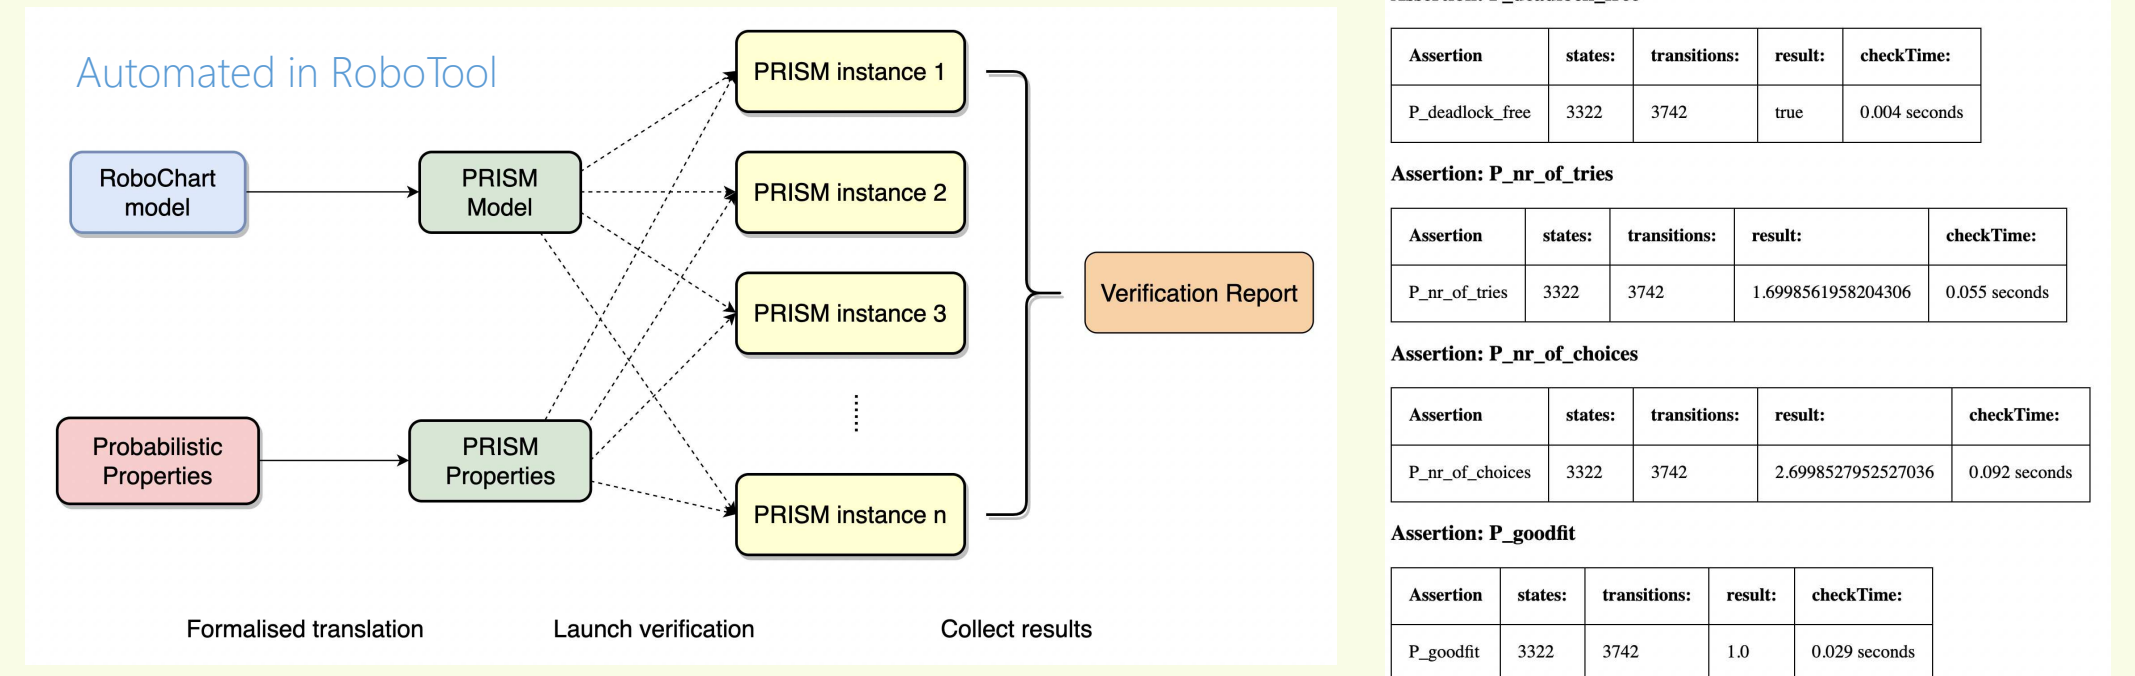 Automated in RoboTool
RoboChart
model
PRISM
Model
Probabilistic
Properties
PRISM
Properties
PRISM instance 1
PRISM instance 2
PRISM instance 3
PRISM instance n
Verification Report
Formalised translation
Launch verification
Collect results
Assertion: P_deadlock_free
Assertion states: transitions: result: checkTime:
P_deadlock_free 3322 3742 true 0.004 seconds
Assertion: P_nr_of_tries
Assertion states: transitions: result: checkTime:
P_nr_of_tries 3322 3742 1.6998561958204306 0.055 seconds
Assertion: P_nr_of_choices
Assertion states: transitions: result: checkTime:
P_nr_of_choices 3322 3742 2.6998527952527036 0.092 seconds
Assertion: P_goodfit
Assertion states: transitions: result: checkTime:
P_goodfit 3322 3742 1.0 0.029 seconds